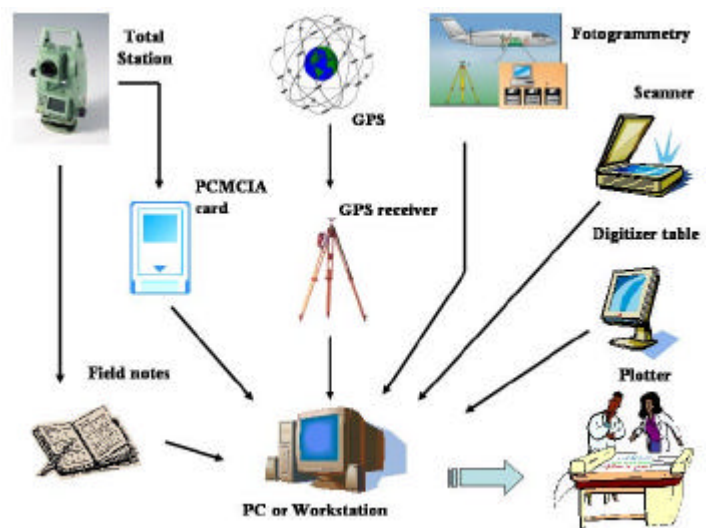 Total
Station
GPS
Fotogrammetry
Scanner
PCMCIA
card
GPS receiver
Digitizer table
Field notes
Plotter
PC or Workstation